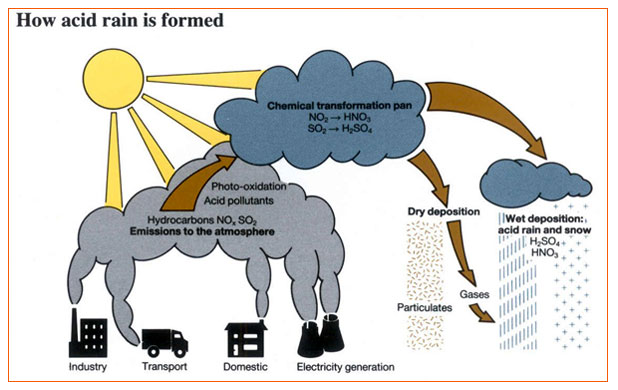 How acid rain is formed
Chemical transformation pan
NO₂ → HNO₃
SO₂ → H₂SO₄
Photo-oxidation
Acid pollutants
Hydrocarbons NOₓ SO₂
Emissions to the atmosphere
Dry deposition
Wet deposition:
acid rain and snow
H₂SO₄
HNO₃
Gases
Particulates
Industry
Transport
Domestic
Electricity generation